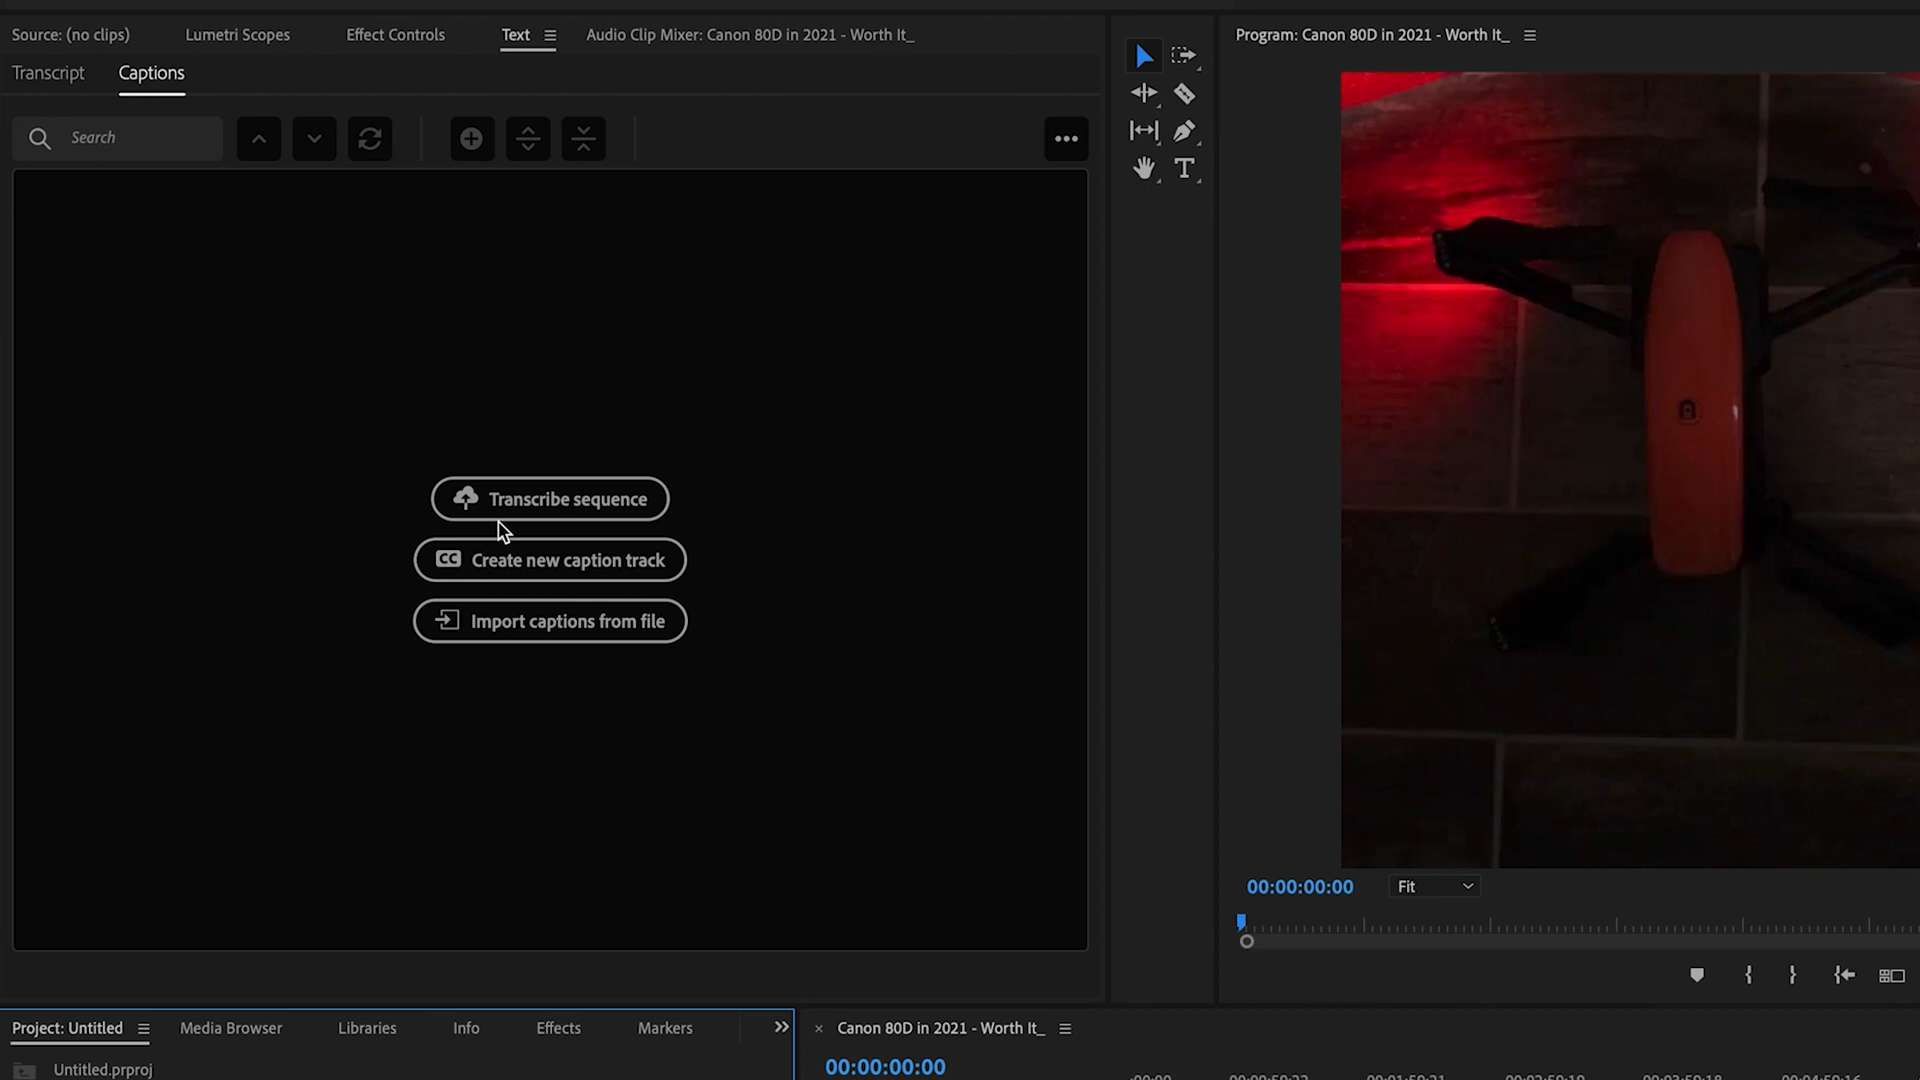 Source: (no clips)
Lumetri Scopes
Effect Controls
Text
Audio Clip Mixer: Canon 80D in 2021 - Worth It_
Program: Canon 80D in 2021 - Worth It_
Transcript
Captions
Search
T
Transcribe sequence
CC Create new caption track
Import captions from file
00:00:00:00
Fit
Project: Untitled
Media Browser
Libraries
Info
Effects
Markers
Canon 80D in 2021 - Worth It_
Untitled.prproj
00:00:00:00